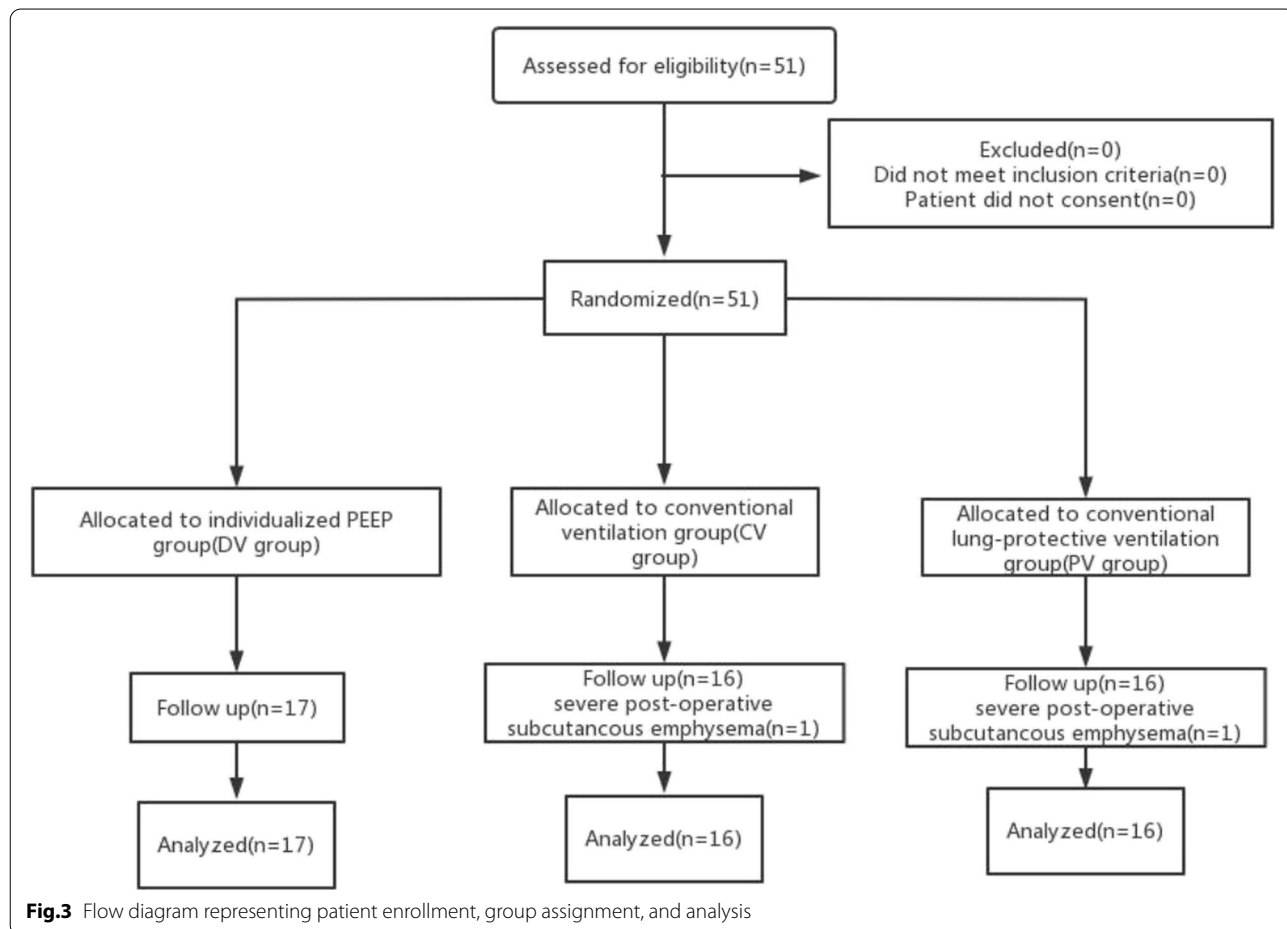 Assessed for eligibility(n=51)
Excluded(n=0)
Did not meet inclusion criteria(n=0)
Patient did not consent(n=0)
Randomized(n=51)
Allocated to individualized PEEP
group(DV group)
Allocated to conventional
ventilation group(CV
group)
Allocated to conventional
lung-protective ventilation
group(PV group)
Follow up(n=17)
Follow up(n=16)
severe post-operative
subcutancous emphysema(n=1)
Follow up(n=16)
severe post-operative
subcutancous emphysema(n=1)
Analyzed(n=17)
Analyzed(n=16)
Analyzed(n=16)
Fig.3 Flow diagram representing patient enrollment, group assignment, and analysis